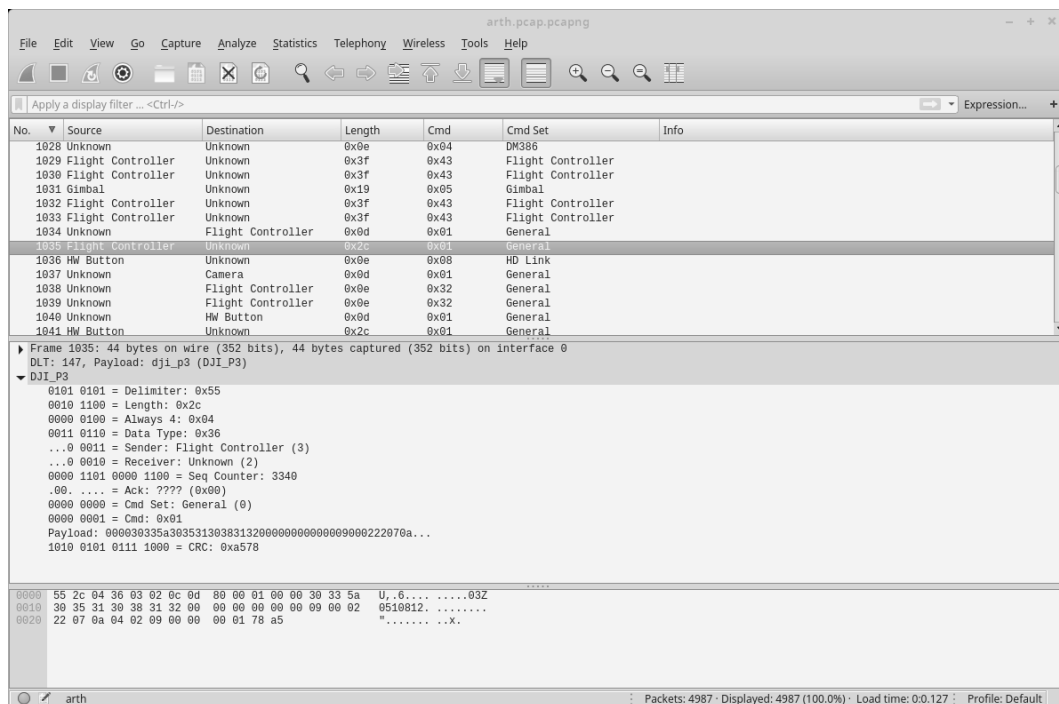 arth.pcap.pcapng
File Edit View Go Capture Analyze Statistics Telephony Wireless Tools Help
Apply a display filter ... <Ctrl-/> Expression... +
No. Source Destination Length Cmd Cmd Set Info
1028 Unknown Unknown 0x0e 0x04 DM386
1029 Flight Controller Unknown 0x3f 0x43 Flight Controller
1030 Flight Controller Unknown 0x3f 0x43 Flight Controller
1031 Gimbal Unknown 0x19 0x05 Gimbal
1032 Flight Controller Unknown 0x3f 0x43 Flight Controller
1033 Flight Controller Unknown 0x3f 0x43 Flight Controller
1034 Unknown Flight Controller 0x0d 0x01 General
1035 Flight Controller Unknown 0x2c 0x01 General
1036 HW Button Unknown 0x0e 0x08 HD Link
1037 Unknown Camera 0x0d 0x01 General
1038 Unknown Flight Controller 0x0e 0x32 General
1039 Unknown Flight Controller 0x0e 0x32 General
1040 Unknown HW Button 0x0d 0x01 General
1041 HW Button Unknown 0x2c 0x01 General
Frame 1035: 44 bytes on wire (352 bits), 44 bytes captured (352 bits) on interface 0
DLT: 147, Payload: dji_p3 (DJI_P3)
DJI_P3
0101 0101 = Delimiter: 0x55
0010 1100 = Length: 0x2c
0000 0100 = Always 4: 0x04
0011 0110 = Data Type: 0x36
...0 0011 = Sender: Flight Controller (3)
...0 0010 = Receiver: Unknown (2)
0000 1101 0000 1100 = Seq Counter: 3340
.00. .... = Ack: ???? (0x00)
0000 0000 = Cmd Set: General (0)
0000 0001 = Cmd: 0x01
Payload: 000030335a303531303831320000000000009000222070a...
1010 0101 0111 1000 = CRC: 0xa578
0000 55 2c 04 36 03 02 0c 0d 80 00 01 00 00 30 33 5a U,.6.... .....03Z
0010 30 35 31 30 38 31 32 00 00 00 00 00 00 09 00 02 0510812. ........
0020 22 07 0a 04 02 09 00 00 00 01 78 a5 "....... ..x.
arth Packets: 4987 · Displayed: 4987 (100.0%) · Load time: 0:0.127 Profile: Default